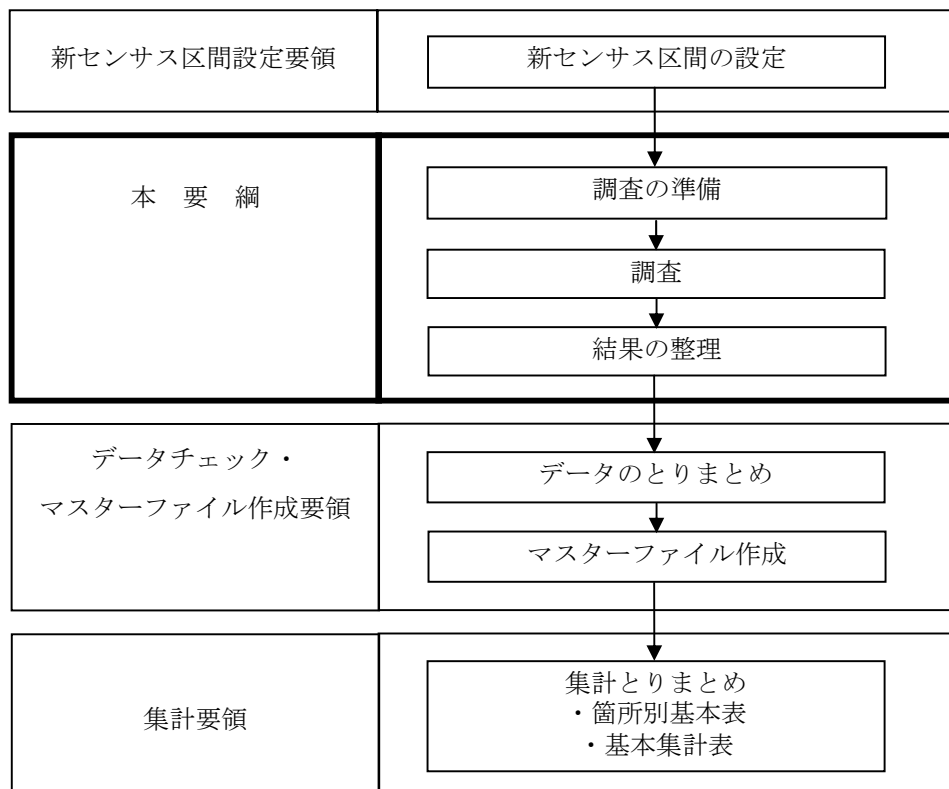 新センサス区間設定要領
新センサス区間の設定
本　要　綱
調査の準備
調査
結果の整理
データチェック・
マスターファイル作成要領
データのとりまとめ
マスターファイル作成
集計要領
集計とりまとめ
・箇所別基本表
・基本集計表